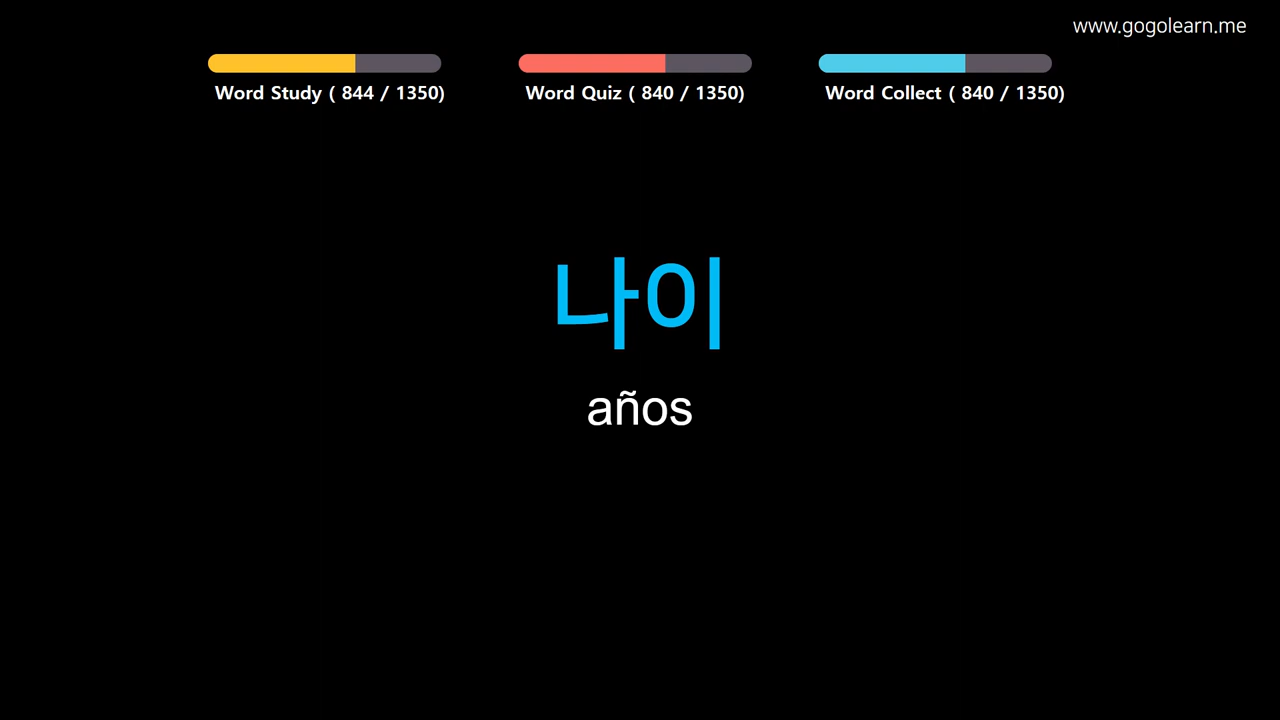 www.gogolearn.me
Word Study ( 844 / 1350)
Word Quiz ( 840 / 1350)
Word Collect ( 840 / 1350)
나이
años